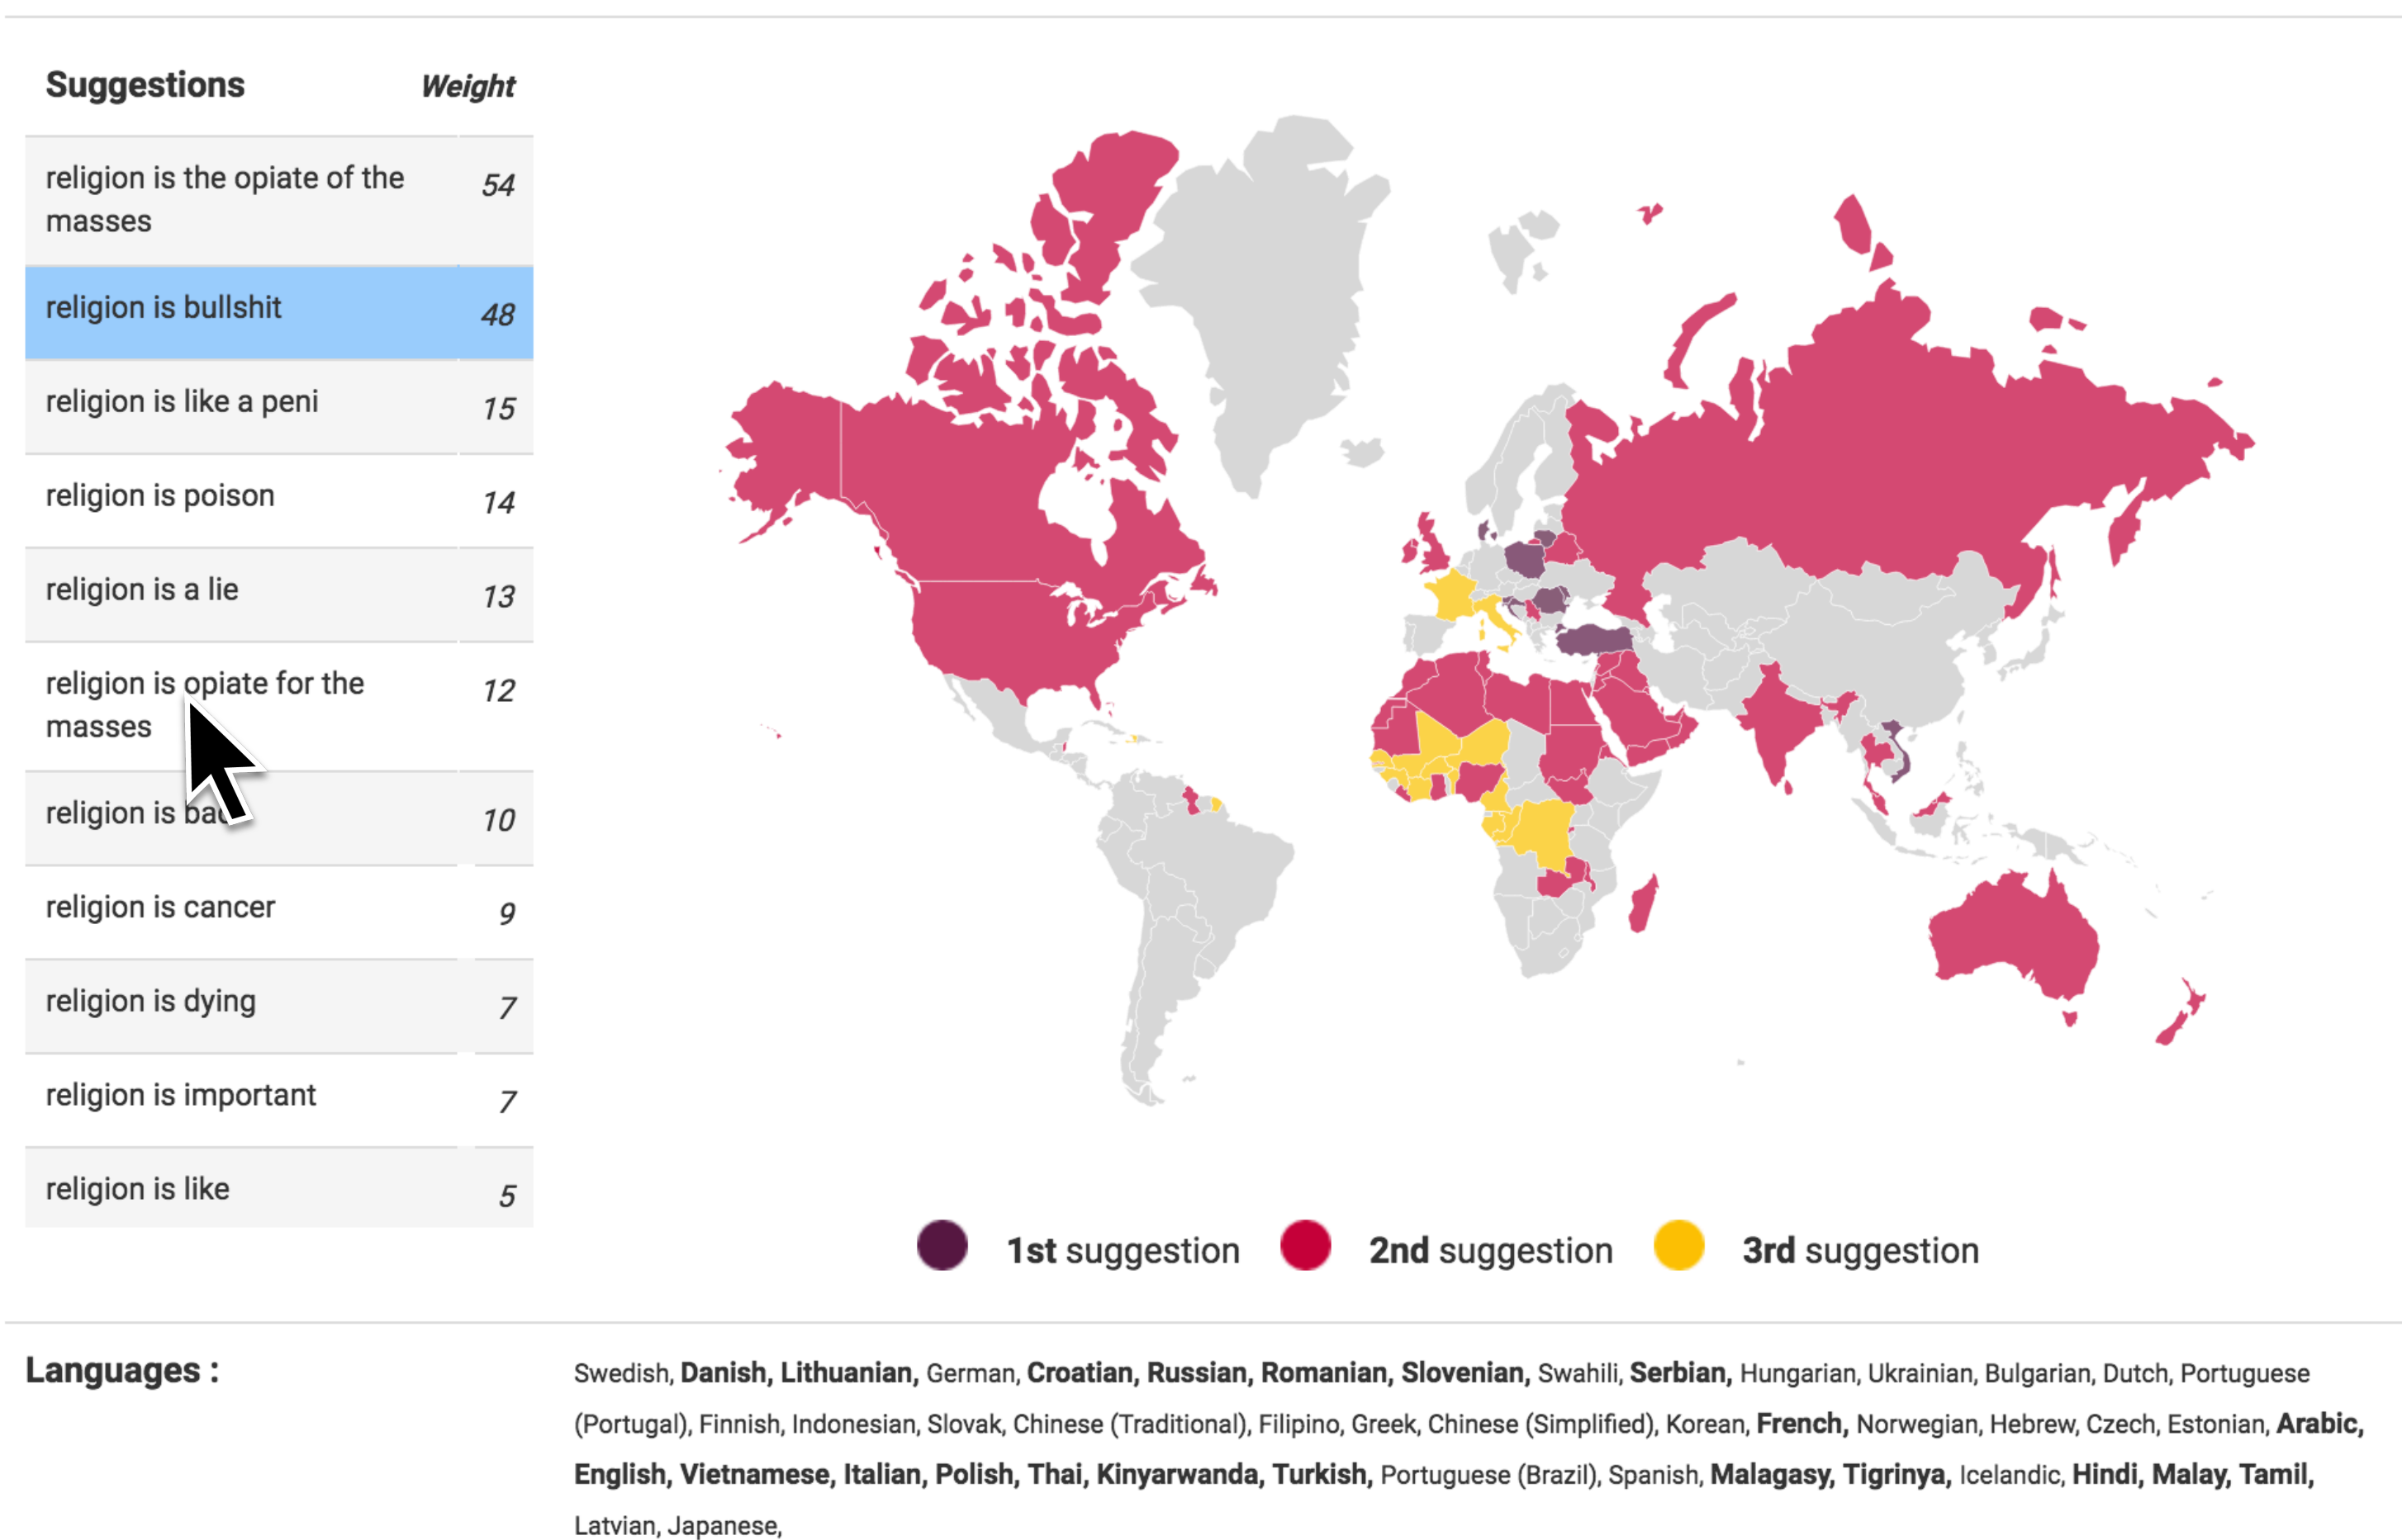 Suggestions Weight
religion is the opiate of the 54
masses
religion is bullshit 48
religion is like a peni 15
religion is poison 14
religion is a lie 13
religion is opiate for the 12
masses
religion is 10
religion is cancer 9
religion is dying 7
religion is important 7
religion is like 5
1st suggestion 2nd suggestion 3rd suggestion
Languages :
Swedish, Danish, Lithuanian, German, Croatian, Russian, Romanian, Slovenian, Swahili, Serbian, Hungarian, Ukrainian, Bulgarian, Dutch, Portuguese
(Portugal), Finnish, Indonesian, Slovak, Chinese (Traditional), Filipino, Greek, Chinese (Simplified), Korean, French, Norwegian, Hebrew, Czech, Estonian, Arabic,
English, Vietnamese, Italian, Polish, Thai, Kinyarwanda, Turkish, Portuguese (Brazil), Spanish, Malagasy, Tigrinya, Icelandic, Hindi, Malay, Tamil,
Latvian, Japanese,